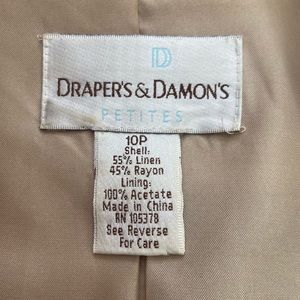 D
DRAPER'S & DAMON'S
PETITES
10P
Shell:
55% Linen
45% Rayon
Lining:
100% Acetate
Made in China
RN 105378
See Reverse
For Care